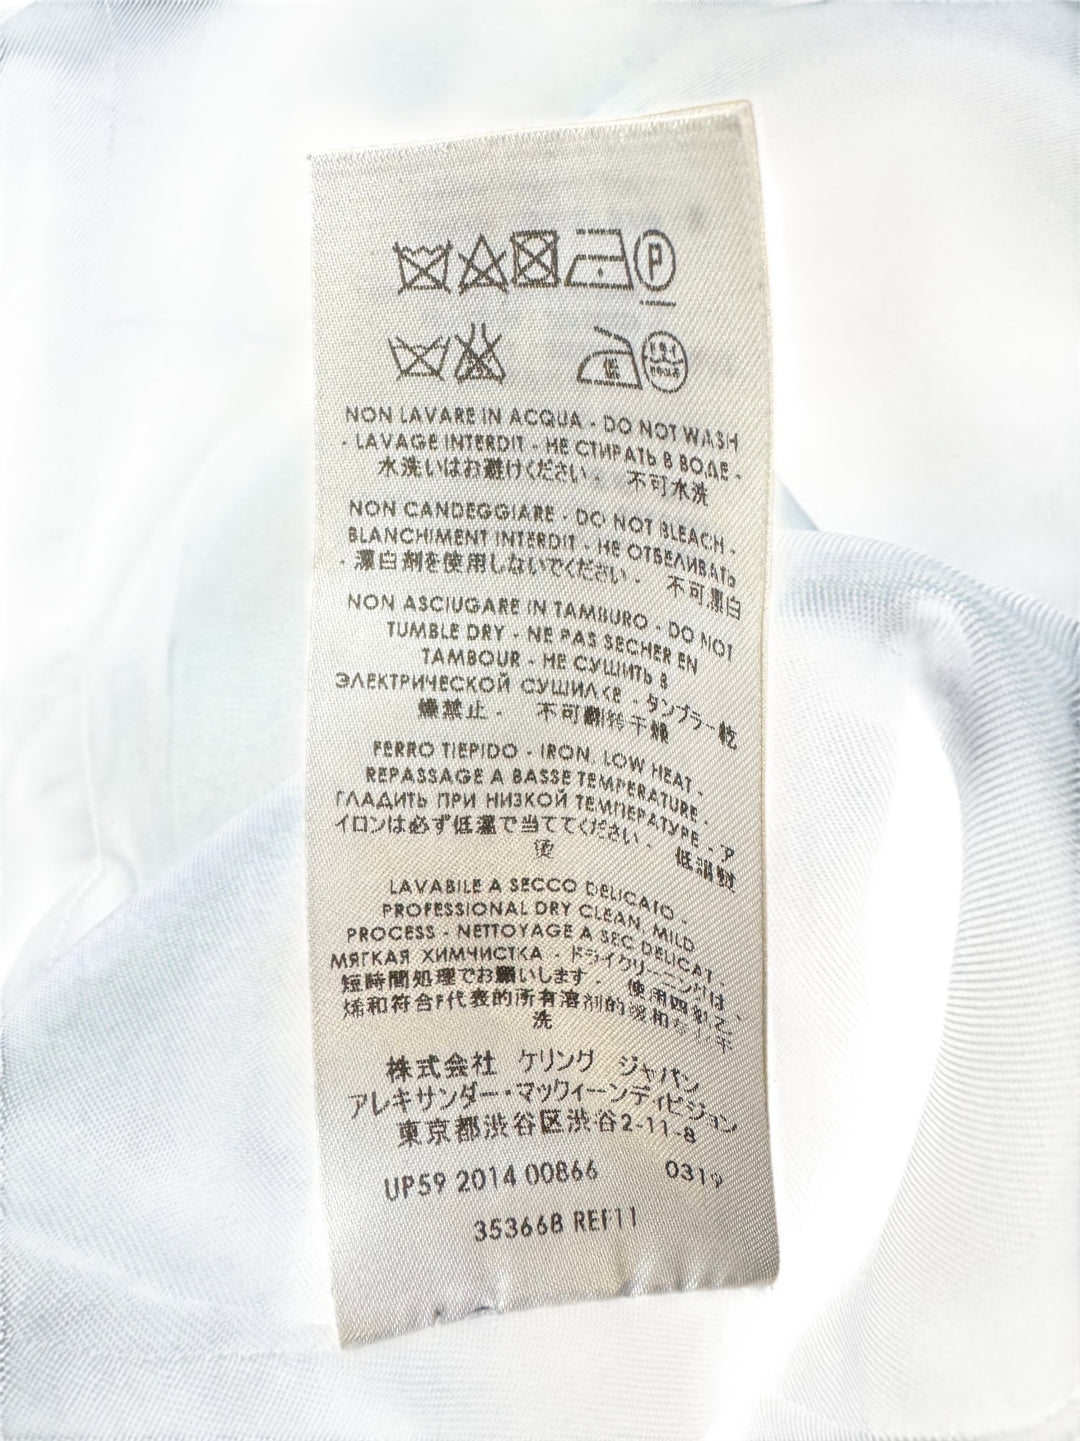 P
低
NON LAVARE IN ACQUA - DO NOT WASH
- LAVAGE INTERDIT - НЕ СТИРАТЬ В ВОДЕ -
水洗いはお避けください - 不可水洗
NON CANDEGGIARE - DO NOT BLEACH -
BLANCHIMENT INTERDIT - НЕ ОТБЕЛИВАТЬ
- 漂白剤を使用しないでください - 不可漂白
NON ASCIUGARE IN TAMBURO - DO NOT
TUMBLE DRY - NE PAS SECHER EN
TAMBOUR - НЕ СУШИТЬ В
ЭЛЕКТРИЧЕСКОЙ СУШИЛКЕ - タンブラー乾
燥禁止 - 不可翻转干燥
FERRO TIEPIDO - IRON, LOW HEAT -
REPASSAGE A BASSE TEMPERATURE -
ГЛАДИТЬ ПРИ НИЗКОЙ ТЕМПЕРАТУРЕ - ア
イロンは必ず低温で当ててください - 低温熨
烫
LAVABILE A SECCO DELICATO -
PROFESSIONAL DRY CLEAN, MILD
PROCESS - NETTOYAGE A SEC DELICAT -
МЯГКАЯ ХИМЧИСТКА - ドライクリーニングは
短時間処理でお願いします - 使用四氯乙
烯和符合F代表的所有溶剂的缓和 干
洗
株式会社 ケリング ジャパン
アレキサンダー・マックィーンディビジョン
東京都渋谷区渋谷2-11-8
UP59 2014 00866 0319
353668 REF11